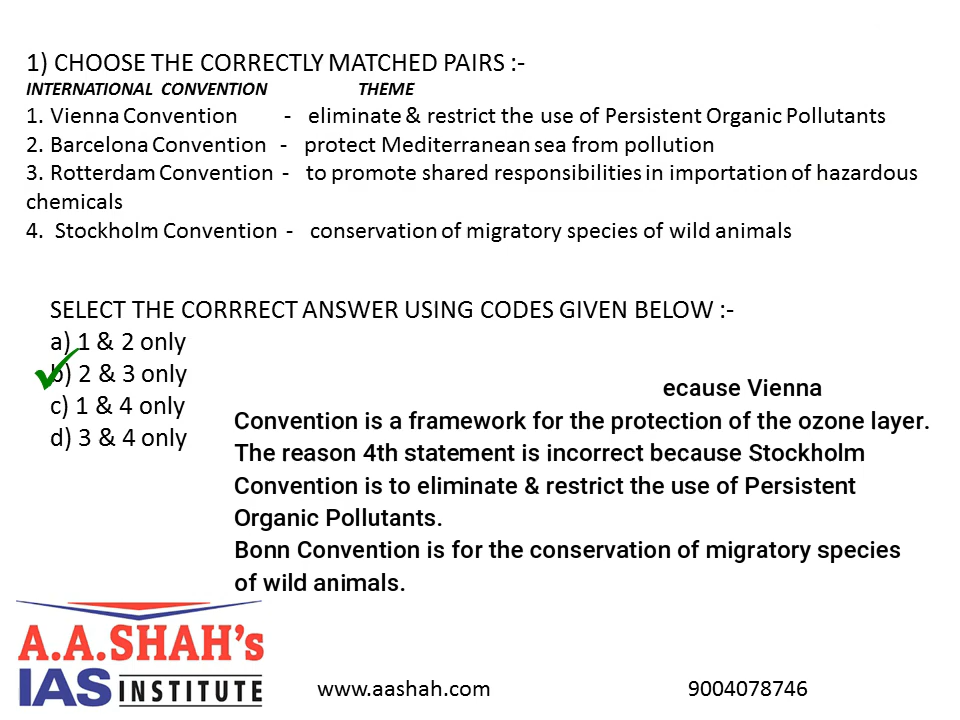 1) CHOOSE THE CORRECTLY MATCHED PAIRS :-
INTERNATIONAL CONVENTION THEME
1. Vienna Convention - eliminate & restrict the use of Persistent Organic Pollutants
2. Barcelona Convention - protect Mediterranean sea from pollution
3. Rotterdam Convention - to promote shared responsibilities in importation of hazardous
chemicals
4. Stockholm Convention - conservation of migratory species of wild animals
SELECT THE CORRRECT ANSWER USING CODES GIVEN BELOW :-
a) 1 & 2 only
b) 2 & 3 only
c) 1 & 4 only
d) 3 & 4 only
ecause Vienna
Convention is a framework for the protection of the ozone layer.
The reason 4th statement is incorrect because Stockholm
Convention is to eliminate & restrict the use of Persistent
Organic Pollutants.
Bonn Convention is for the conservation of migratory species
of wild animals.
A.A.SHAH's
IAS INSTITUTE
www.aashah.com 9004078746